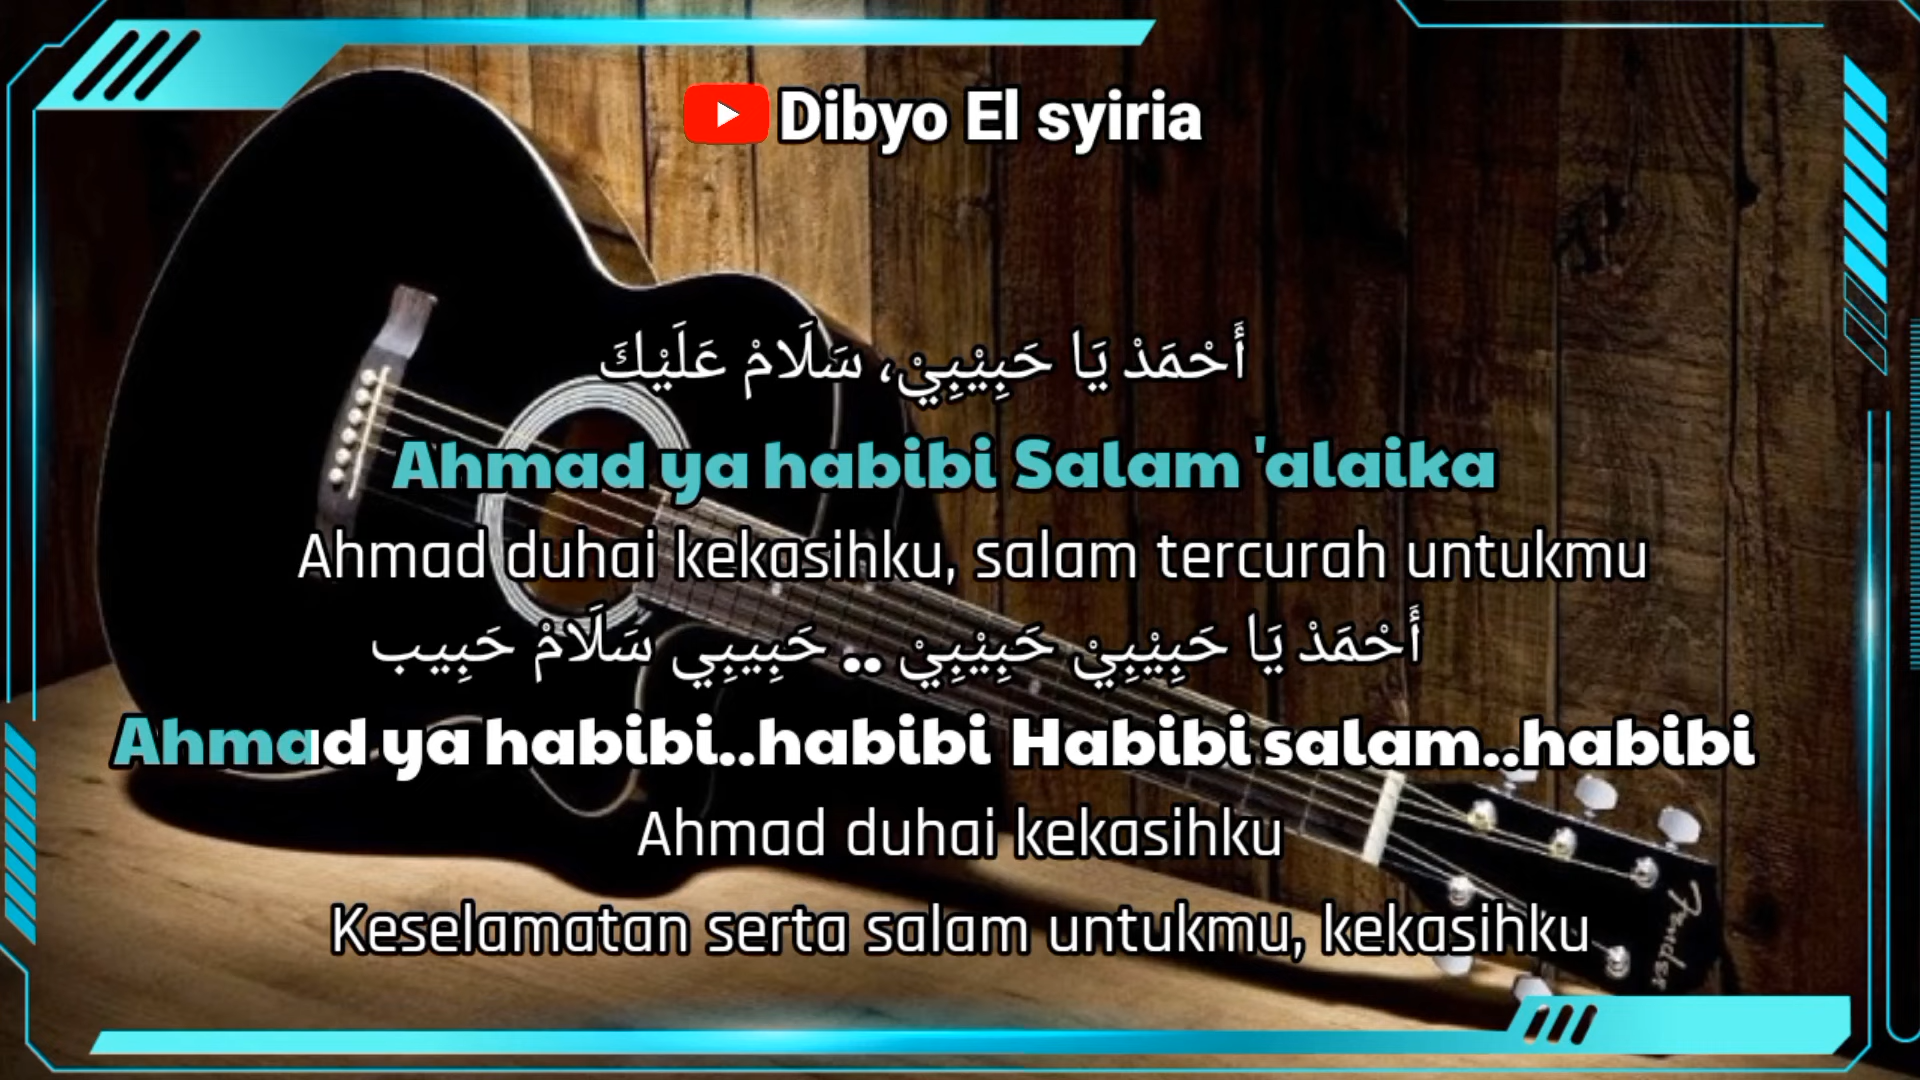 Dibyo El syiria
أَحْمَدْ يَا حَبِيْبِيْ، سَلَامْ عَلَيْكَ
Ahmad ya habibi Salam 'alaika
Ahmad duhai kekasihku, salam tercurah untukmu
أَحْمَدْ يَا حَبِيْبِيْ حَبِيْبِيْ .. حَبِيبِي سَلَامْ حَبِيب
Ahmad ya habibi..habibi Habibi salam..habibi
Ahmad duhai kekasihku
Keselamatan serta salam untukmu, kekasihku
Fender